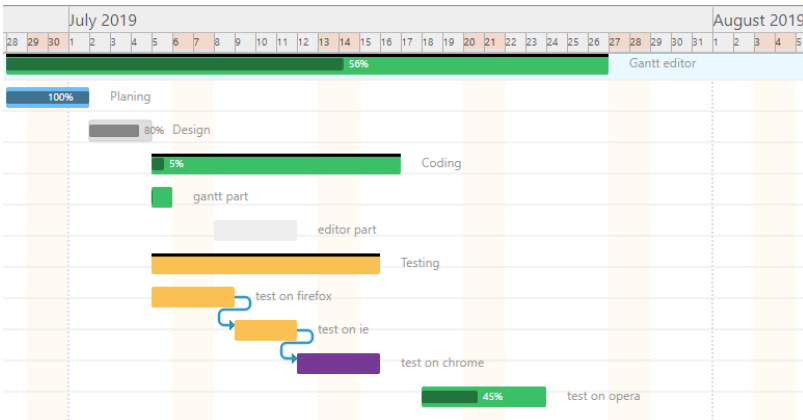 July 2019 August 2019
28 29 30 1 2 3 4 5 6 7 8 9 10 11 12 13 14 15 16 17 18 19 20 21 22 23 24 25 26 27 28 29 30 31 1 2 3 4 5
56% Gantt editor
100% Planing
80% Design
5% Coding
gantt part
editor part
Testing
test on firefox
test on ie
test on chrome
45% test on opera